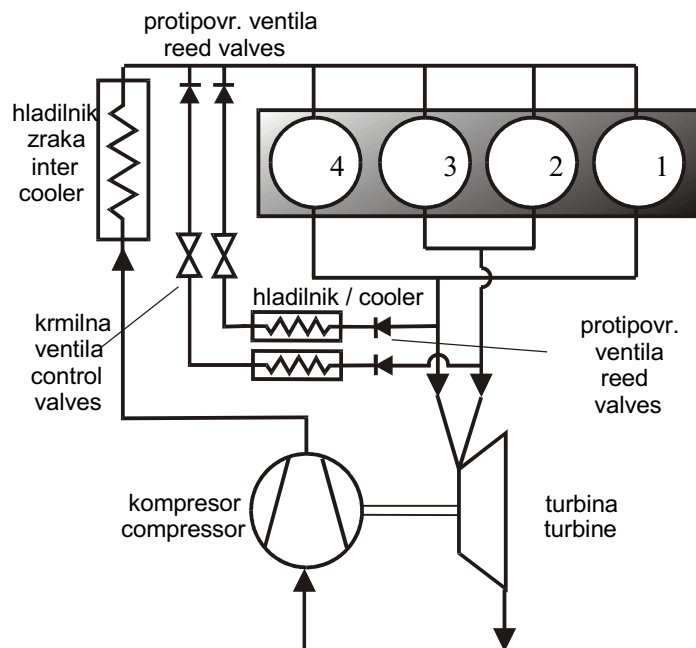 protipovr. ventila
reed valves
hladilnik
zraka
inter
cooler
4
3
2
1
hladilnik / cooler
krmilna
ventila
control
valves
protipovr.
ventila
reed
valves
kompresor
compressor
turbina
turbine